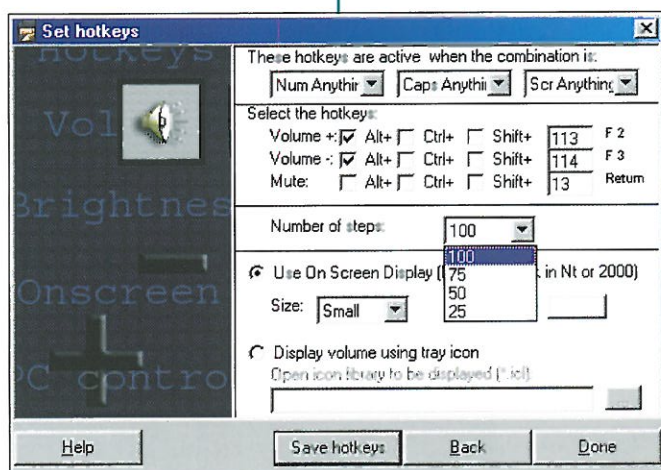 Set hotkeys
Hotkeys
Vol
Brightnes
Onscreen
PC contro
These hotkeys are active when the combination is:
Num Anythir Caps Anythii Scr Anything
Select the hotkeys:
Volume +: Alt+ Ctrl+ Shift+ 113 F 2
Volume -: Alt+ Ctrl+ Shift+ 114 F 3
Mute: Alt+ Ctrl+ Shift+ 13 Return
Number of steps: 100
100
75
50
25
Use On Screen Display ( in Nt or 2000)
Size: Small
Display volume using tray icon
Open icon library to be displayed (*.icl)
Help Save hotkeys Back Done